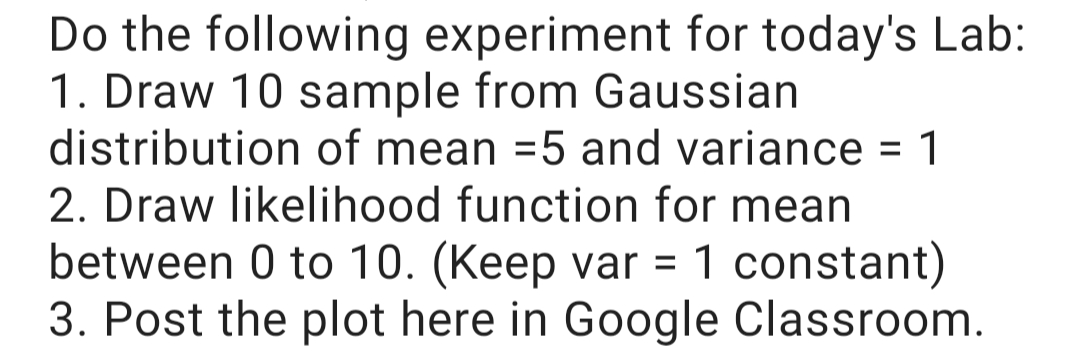 Do the following experiment for today's Lab:
1. Draw 10 sample from Gaussian
distribution of mean =5 and variance = 1
2. Draw likelihood function for mean
between 0 to 10. (Keep var = 1 constant)
3. Post the plot here in Google Classroom.